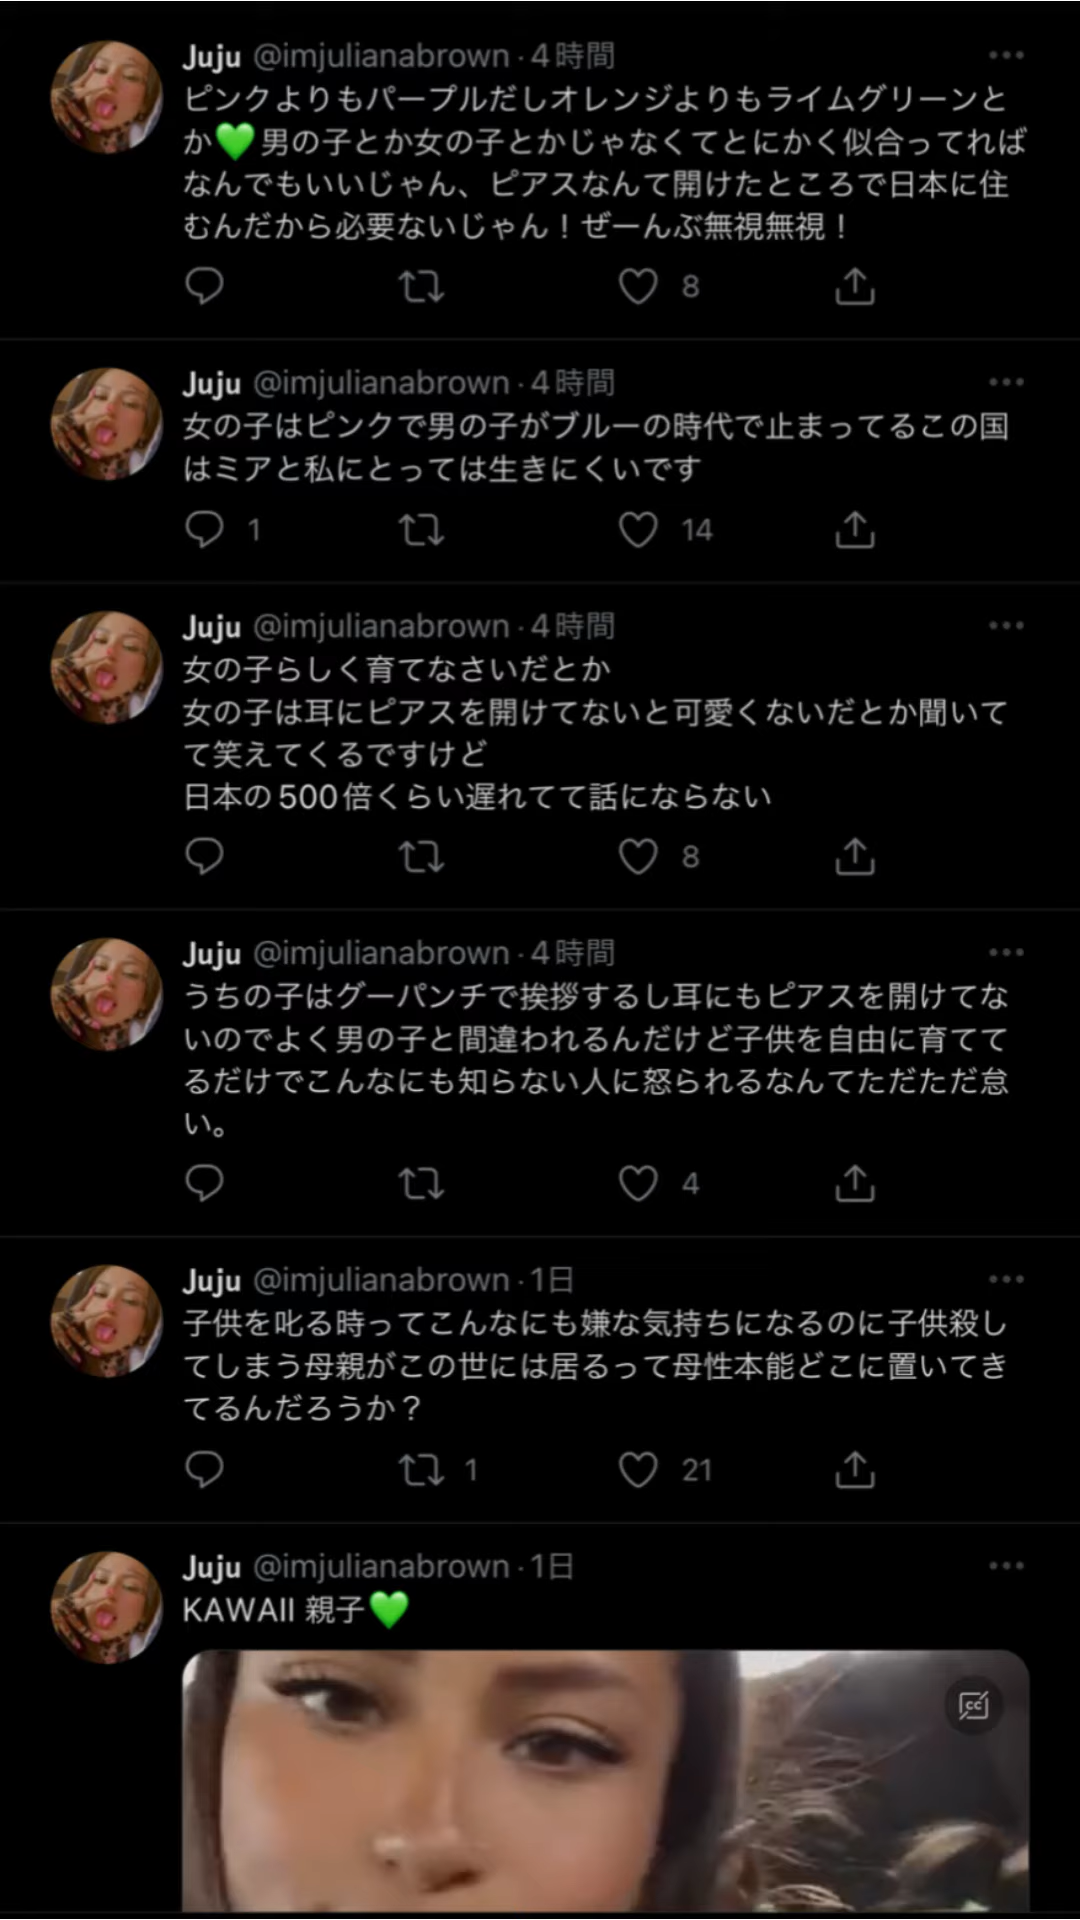 Juju @imjulianabrown · 4時間
ピンクよりもパープルだしオレンジよりもライムグリーンと
か💚男の子とか女の子とかじゃなくてとにかく似合ってれば
なんでもいいじゃん、ピアスなんて開けたところで日本に住
むんだから必要ないじゃん！ぜーんぶ無視無視！
8
Juju @imjulianabrown · 4時間
女の子はピンクで男の子がブルーの時代で止まってるこの国
はミアと私にとっては生きにくいです
1 14
Juju @imjulianabrown · 4時間
女の子らしく育てなさいだとか
女の子は耳にピアスを開けてないと可愛くないだとか聞いて
て笑えてくるですけど
日本の500倍くらい遅れてて話にならない
8
Juju @imjulianabrown · 4時間
うちの子はグーパンチで挨拶するし耳にもピアスを開けてな
いのでよく男の子と間違われるんだけど子供を自由に育てて
るだけでこんなにも知らない人に怒られるなんてただただ怠
い。
4
Juju @imjulianabrown · 1日
子供を叱る時ってこんなにも嫌な気持ちになるのに子供殺し
てしまう母親がこの世には居るって母性本能どこに置いてき
てるんだろうか？
1 21
Juju @imjulianabrown · 1日
KAWAII 親子💚
cc